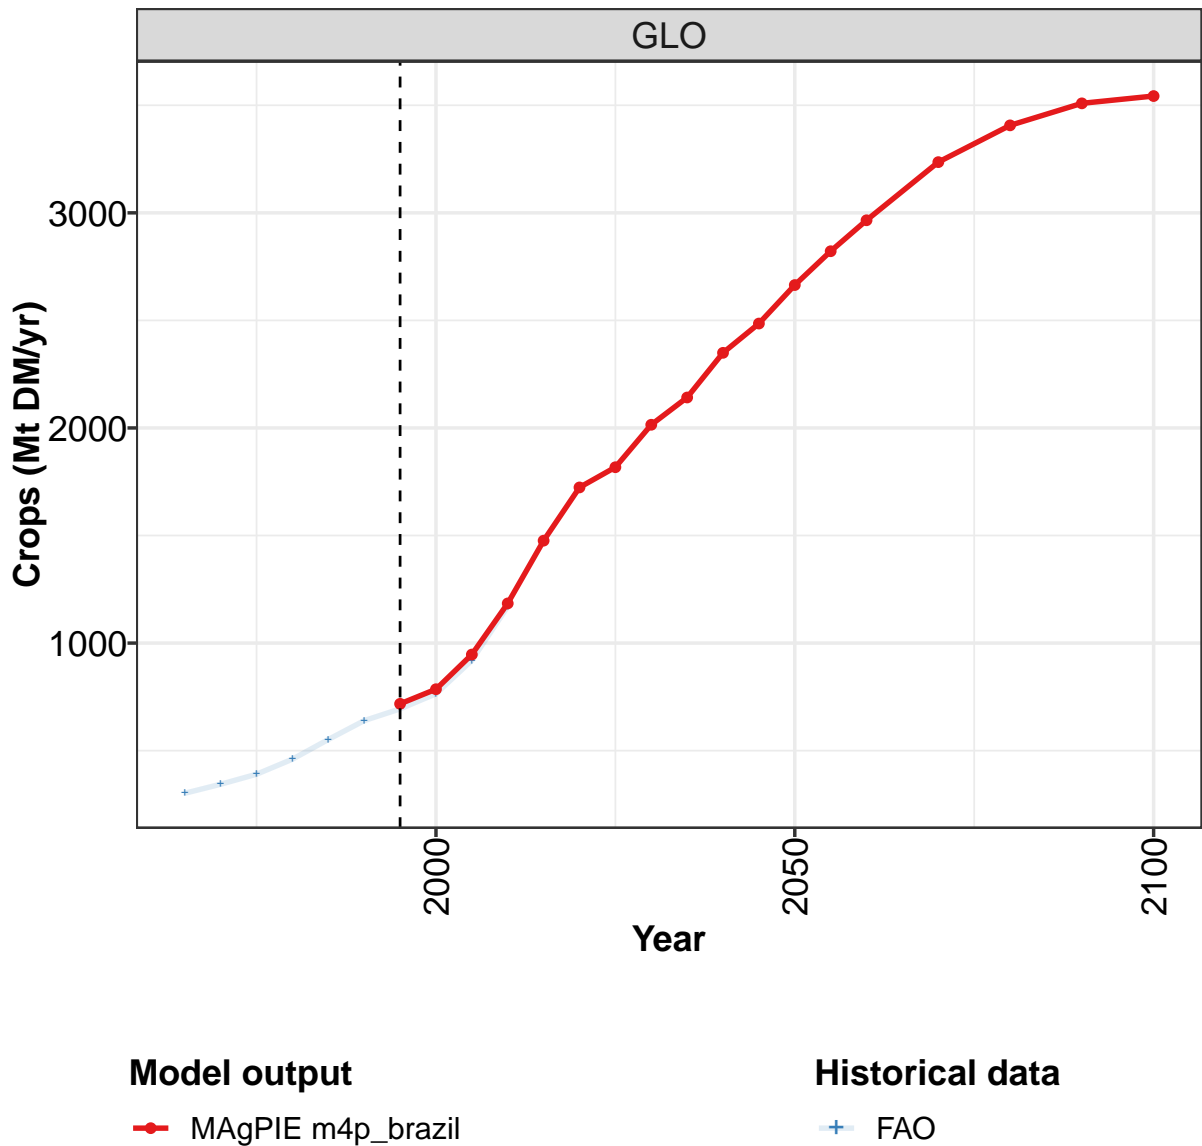 GLO
Crops (Mt DM/yr)
3000
2000
1000
2000
2050
2100
Year
Model output
MAgPIE m4p_brazil
Historical data
FAO